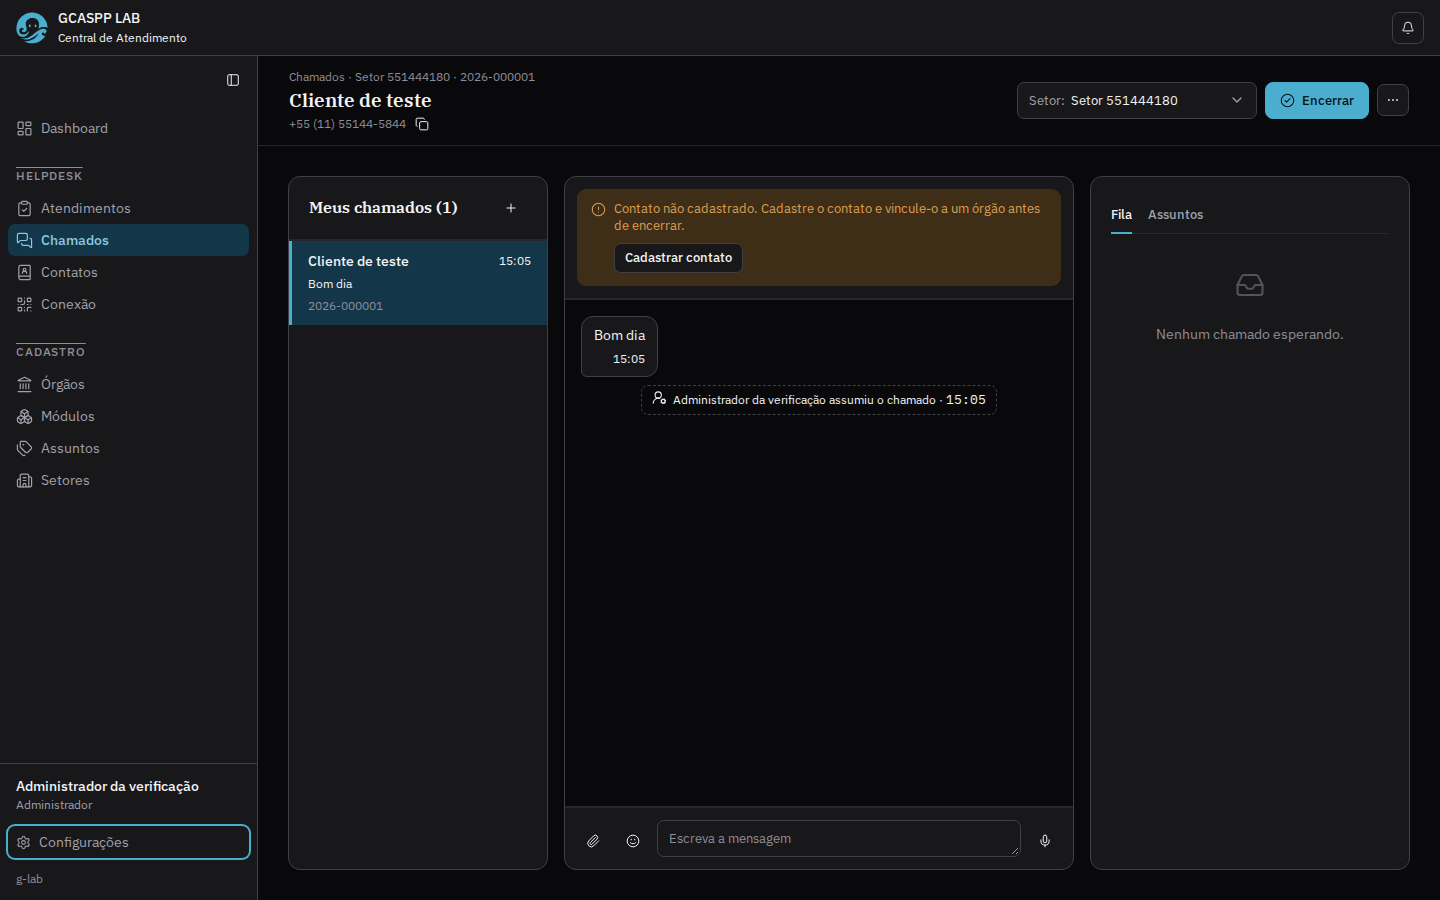 GCASPP LAB
Central de Atendimento
Dashboard
HELPDESK
Atendimentos
Chamados
Contatos
Conexão
CADASTRO
Órgãos
Módulos
Assuntos
Setores
Administrador da verificação
Administrador
Configurações
g-lab
Chamados · Setor 551444180 · 2026-000001
Cliente de teste
+55 (11) 55144-5844
Setor: Setor 551444180
Encerrar
Meus chamados (1)
Cliente de teste 15:05
Bom dia
2026-000001
Contato não cadastrado. Cadastre o contato e vincule-o a um órgão antes
de encerrar.
Cadastrar contato
Bom dia
15:05
Administrador da verificação assumiu o chamado · 15:05
Escreva a mensagem
Fila Assuntos
Nenhum chamado esperando.